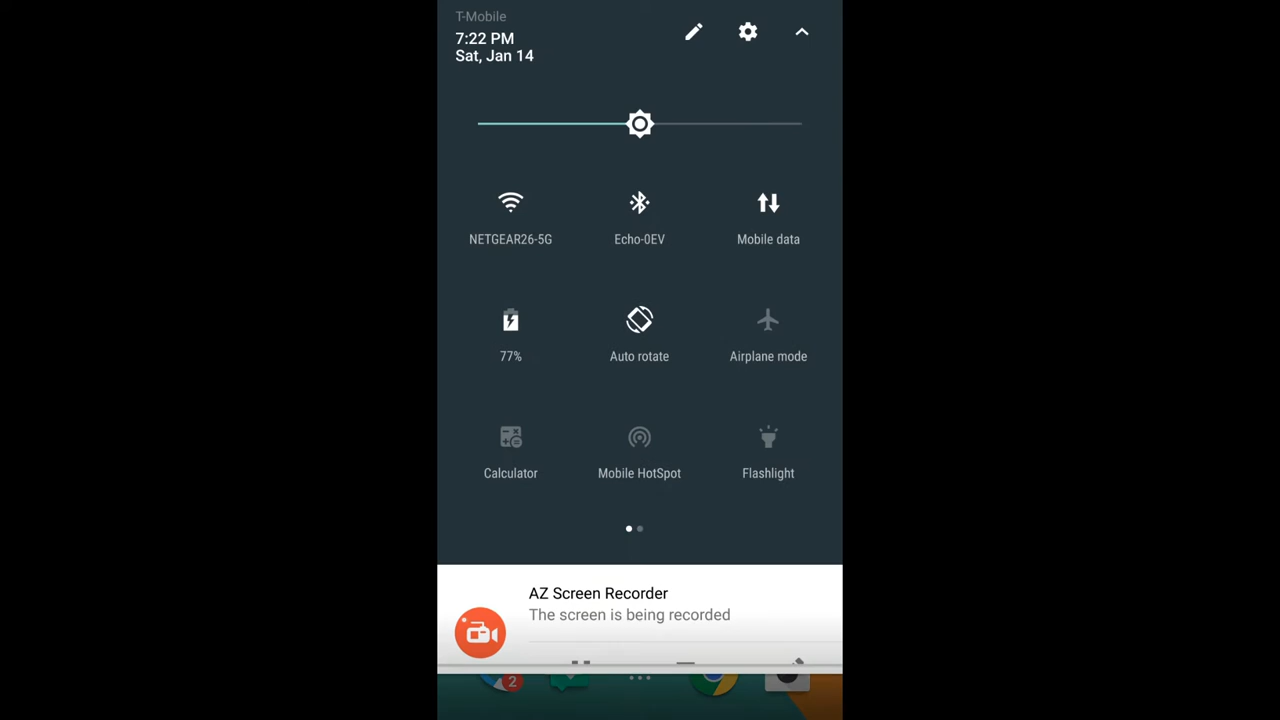 T-Mobile
7:22 PM
Sat, Jan 14
NETGEAR26-5G
Echo-0EV
Mobile data
77%
Auto rotate
Airplane mode
Calculator
Mobile HotSpot
Flashlight
AZ Screen Recorder
The screen is being recorded
2